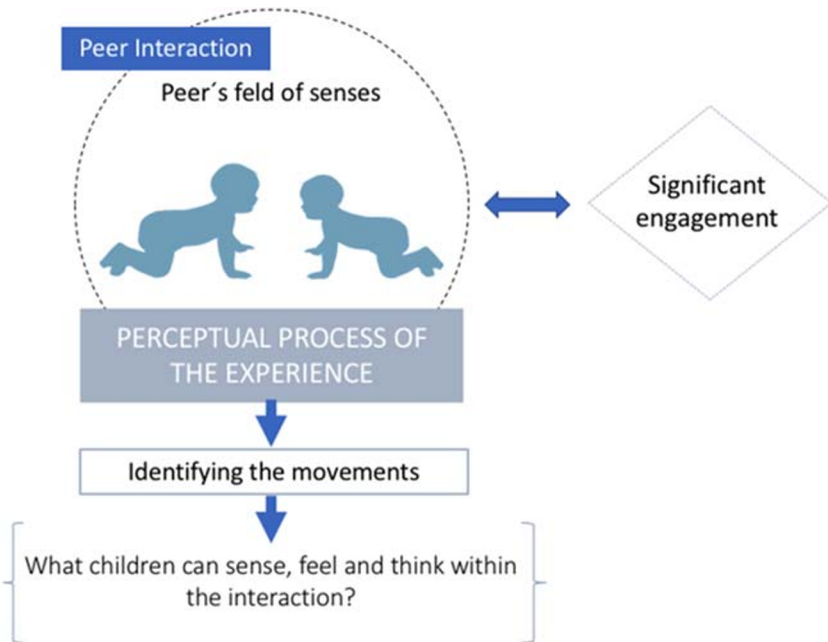 Peer Interaction
Peer´s feld of senses
Significant
engagement
PERCEPTUAL PROCESS OF
THE EXPERIENCE
Identifying the movements
What children can sense, feel and think within
the interaction?